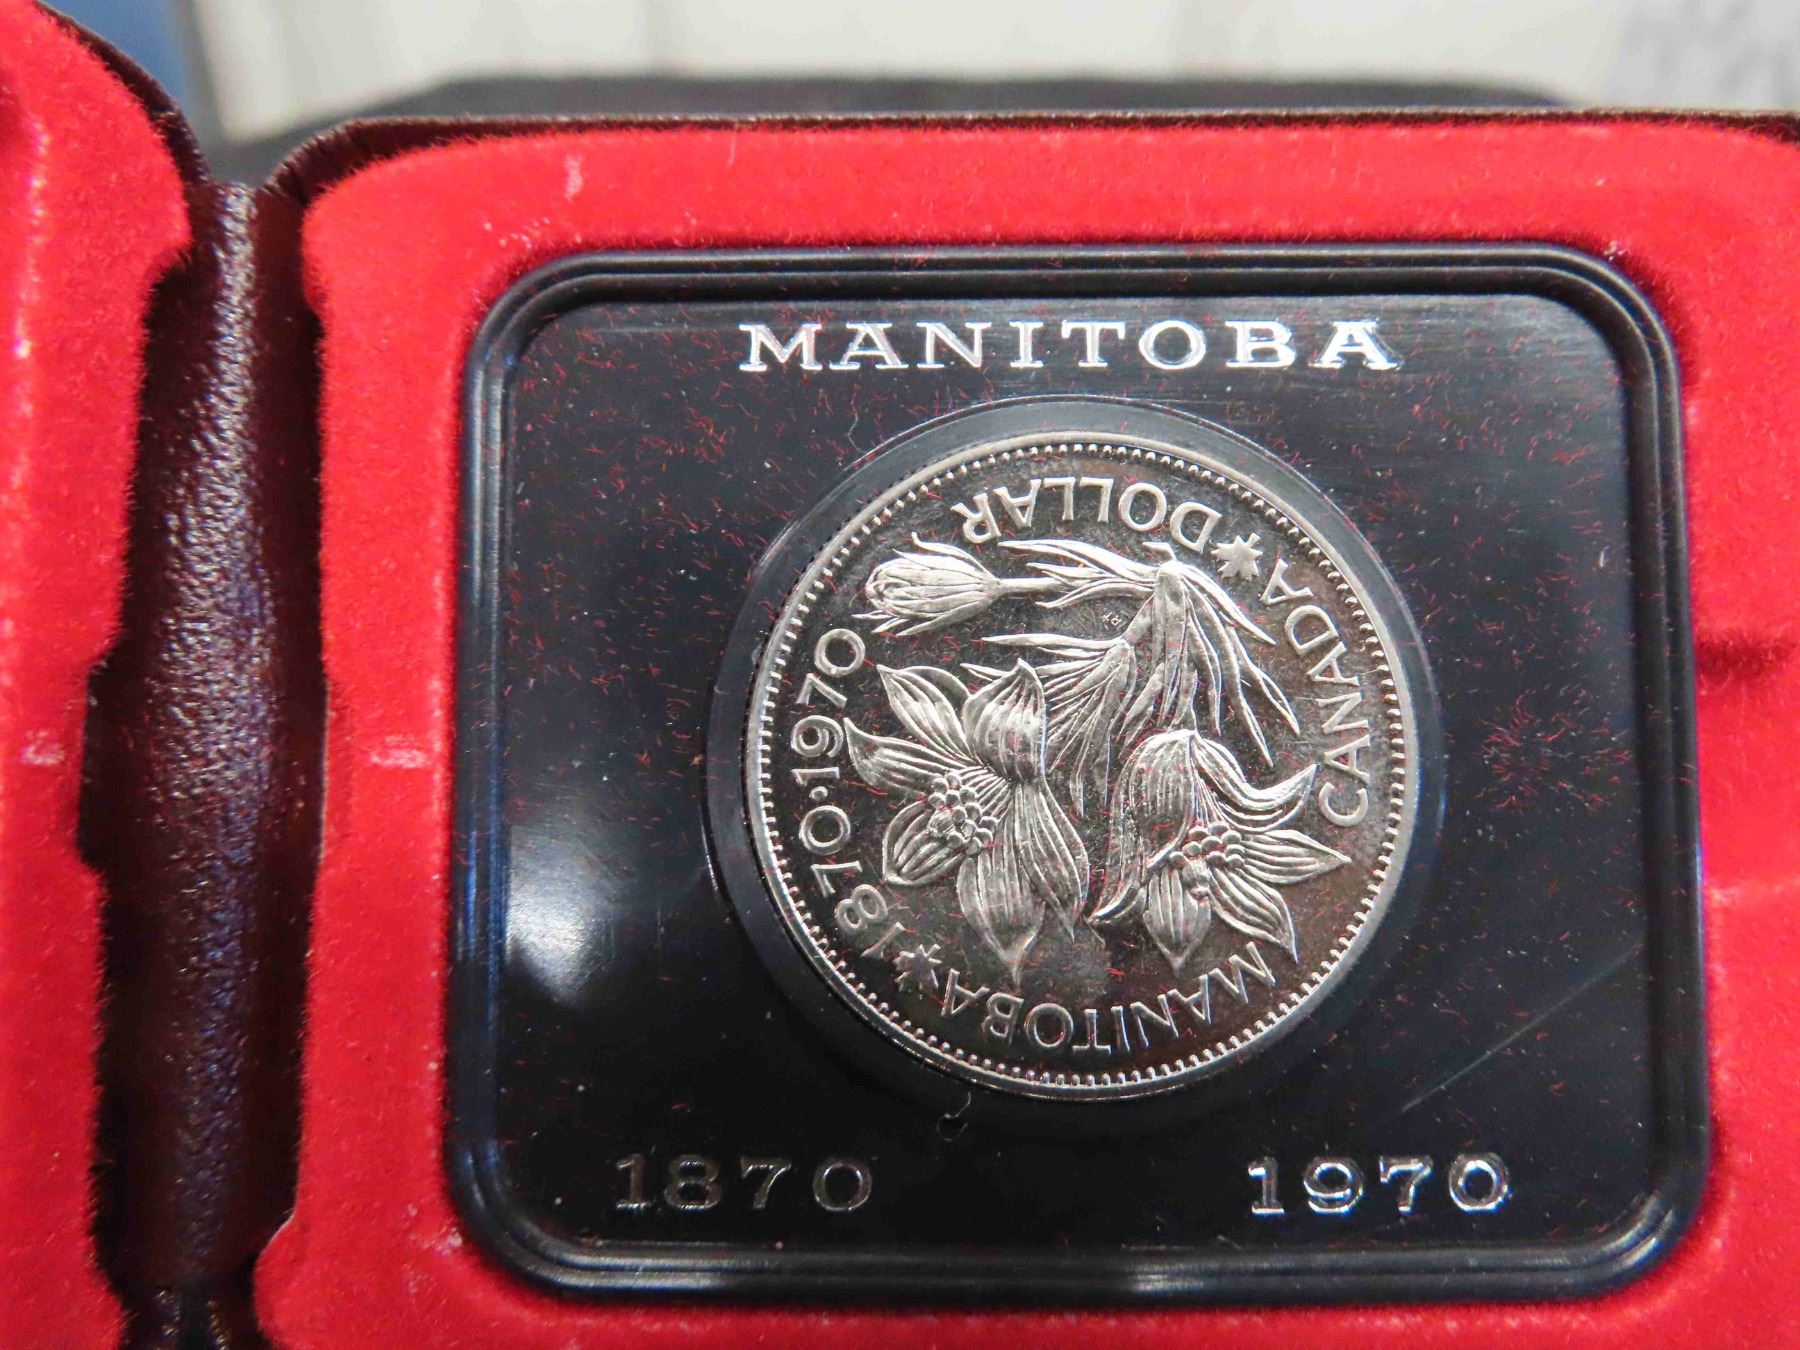 MANITOBA
CANADA * DOLLAR
1870·1970
MANITOBA *
1870 1970